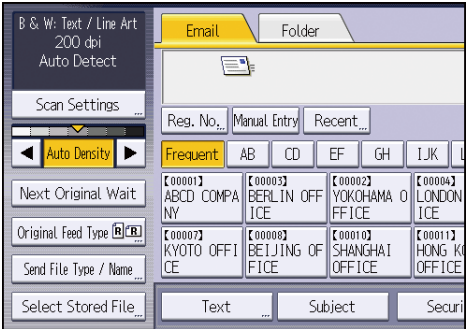 B & W: Text / Line Art
200 dpi
Auto Detect
Scan Settings
Auto Density
Next Original Wait
Original Feed Type R R
Send File Type / Name
Select Stored File
Email
Folder
Reg. No.
Manual Entry
Recent
Frequent
AB
CD
EF
GH
IJK
L
【00001】
ABCD COMPA
NY
【00003】
BERLIN OFF
ICE
【00002】
YOKOHAMA O
FFICE
【00004】
LONDON
ICE
【00007】
KYOTO OFFI
CE
【00008】
BEIJING OF
FICE
【00010】
SHANGHAI
OFFICE
【00011】
HONG K
OFFICE
Text
Subject
Securi